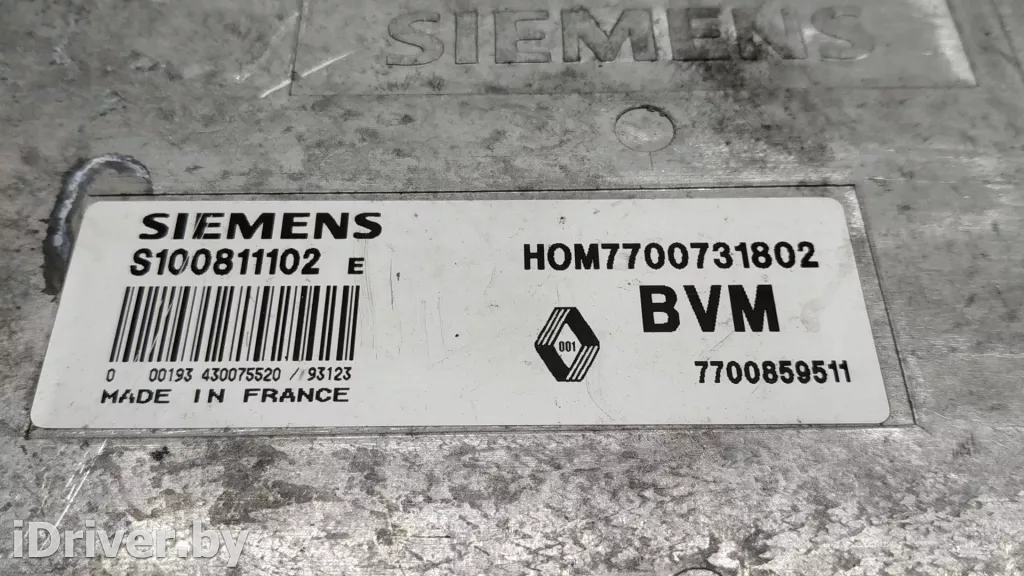 SIEMENS
SIEMENS
S100811102 E
HOM7700731802
BVM
001
7700859511
0 00193 430075520 / 93123
MADE IN FRANCE
iDriver.by